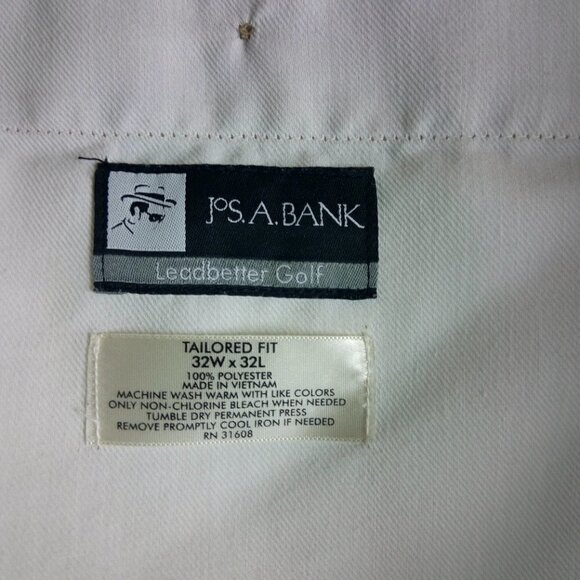 JOS. A. BANK
Leadbetter Golf
TAILORED FIT
32W x 32L
100% POLYESTER
MADE IN VIETNAM
MACHINE WASH WARM WITH LIKE COLORS
ONLY NON-CHLORINE BLEACH WHEN NEEDED
TUMBLE DRY PERMANENT PRESS
REMOVE PROMPTLY COOL IRON IF NEEDED
RN 31608